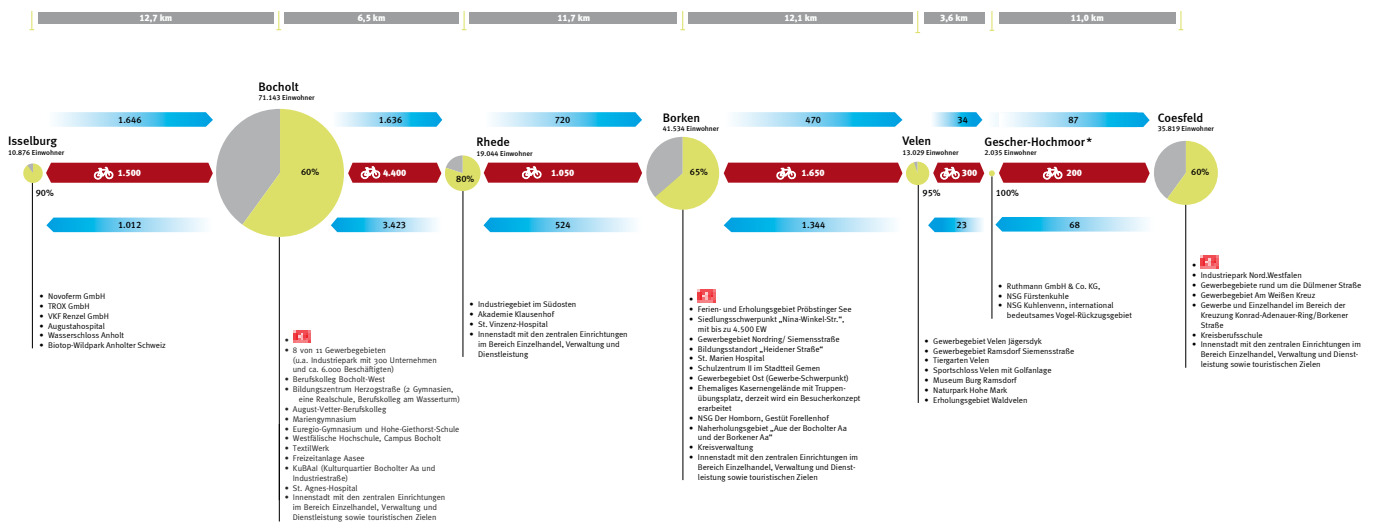 12,7 km
6,5 km
11,7 km
12,1 km
3,6 km
11,0 km
Isselburg
10.876 Einwohner
90%
Bocholt
71.143 Einwohner
60%
Rhede
19.044 Einwohner
80%
Borken
41.534 Einwohner
65%
Velen
13.029 Einwohner
95%
Gescher-Hochmoor*
2.035 Einwohner
100%
Coesfeld
35.819 Einwohner
60%
1.646
1.636
720
470
34
87
1.500
4.400
1.050
1.650
300
200
1.012
3.423
524
1.344
23
68
• Novoferm GmbH
• TROX GmbH
• VKF Renzel GmbH
• Augustahospital
• Wasserschloss Anholt
• Biotop-Wildpark Anholter Schweiz
• 8 von 11 Gewerbegebieten
(u.a. Industriepark mit 300 Unternehmen
und ca. 6.000 Beschäftigten)
• Berufskolleg Bocholt-West
• Bildungszentrum Herzogstraße (2 Gymnasien,
eine Realschule, Berufskolleg am Wasserturm)
• August-Vetter-Berufskolleg
• Mariengymnasium
• Euregio-Gymnasium und Hohe-Giethorst-Schule
• Westfälische Hochschule, Campus Bocholt
• TextilWerk
• Freizeitanlage Aasee
• KuBAaI (Kulturquartier Bocholter Aa und
Industriestraße)
• St. Agnes-Hospital
• Innenstadt mit den zentralen Einrichtungen
im Bereich Einzelhandel, Verwaltung und
Dienstleistung sowie touristischen Zielen
• Industriegebiet im Südosten
• Akademie Klausenhof
• St. Vinzenz-Hospital
• Innenstadt mit den zentralen Einrichtungen
im Bereich Einzelhandel, Verwaltung und
Dienstleistung
• Ferien- und Erholungsgebiet Pröbstinger See
• Siedlungsschwerpunkt „Nina-Winkel-Str.“,
mit bis zu 4.500 EW
• Gewerbegebiet Nordring/ Siemensstraße
• Bildungsstandort „Heidener Straße“
• St. Marien Hospital
• Schulzentrum II im Stadtteil Gemen
• Gewerbegebiet Ost (Gewerbe-Schwerpunkt)
• Ehemaliges Kasernengelände mit Truppen-
übungsplatz, derzeit wird ein Besucherkonzept
erarbeitet
• NSG Der Homborn, Gestüt Forellenhof
• Naherholungsgebiet „Aue der Bocholter Aa
und der Borkener Aa“
• Kreisverwaltung
• Innenstadt mit den zentralen Einrichtungen im
Bereich Einzelhandel, Verwaltung und Dienst-
leistung sowie touristischen Zielen
• Gewerbegebiet Velen Jägersdyk
• Gewerbegebiet Ramsdorf Siemensstraße
• Tiergarten Velen
• Sportschloss Velen mit Golfanlage
• Museum Burg Ramsdorf
• Naturpark Hohe Mark
• Erholungsgebiet Waldvelen
• Ruthmann GmbH & Co. KG,
• NSG Fürstenkuhle
• NSG Kuhlenvenn, international
bedeutsames Vogel-Rückzugsgebiet
• Industriepark Nord.Westfalen
• Gewerbegebiete rund um die Dülmener Straße
• Gewerbegebiet Am Weißen Kreuz
• Gewerbe und Einzelhandel im Bereich der
Kreuzung Konrad-Adenauer-Ring/Borkener
Straße
• Kreisberufsschule
• Innenstadt mit den zentralen Einrichtungen im
Bereich Einzelhandel, Verwaltung und Dienst-
leistung sowie touristischen Zielen